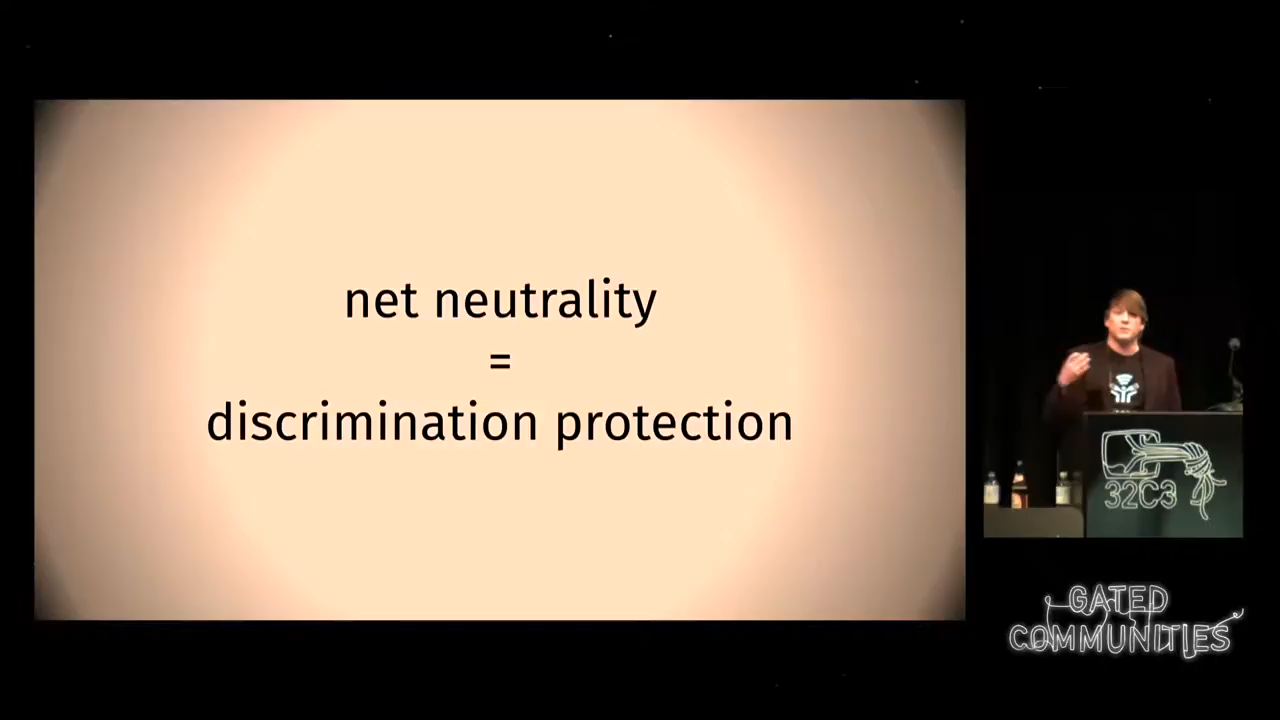 net neutrality
=
discrimination protection
32C3
GATED
COMMUNITIES